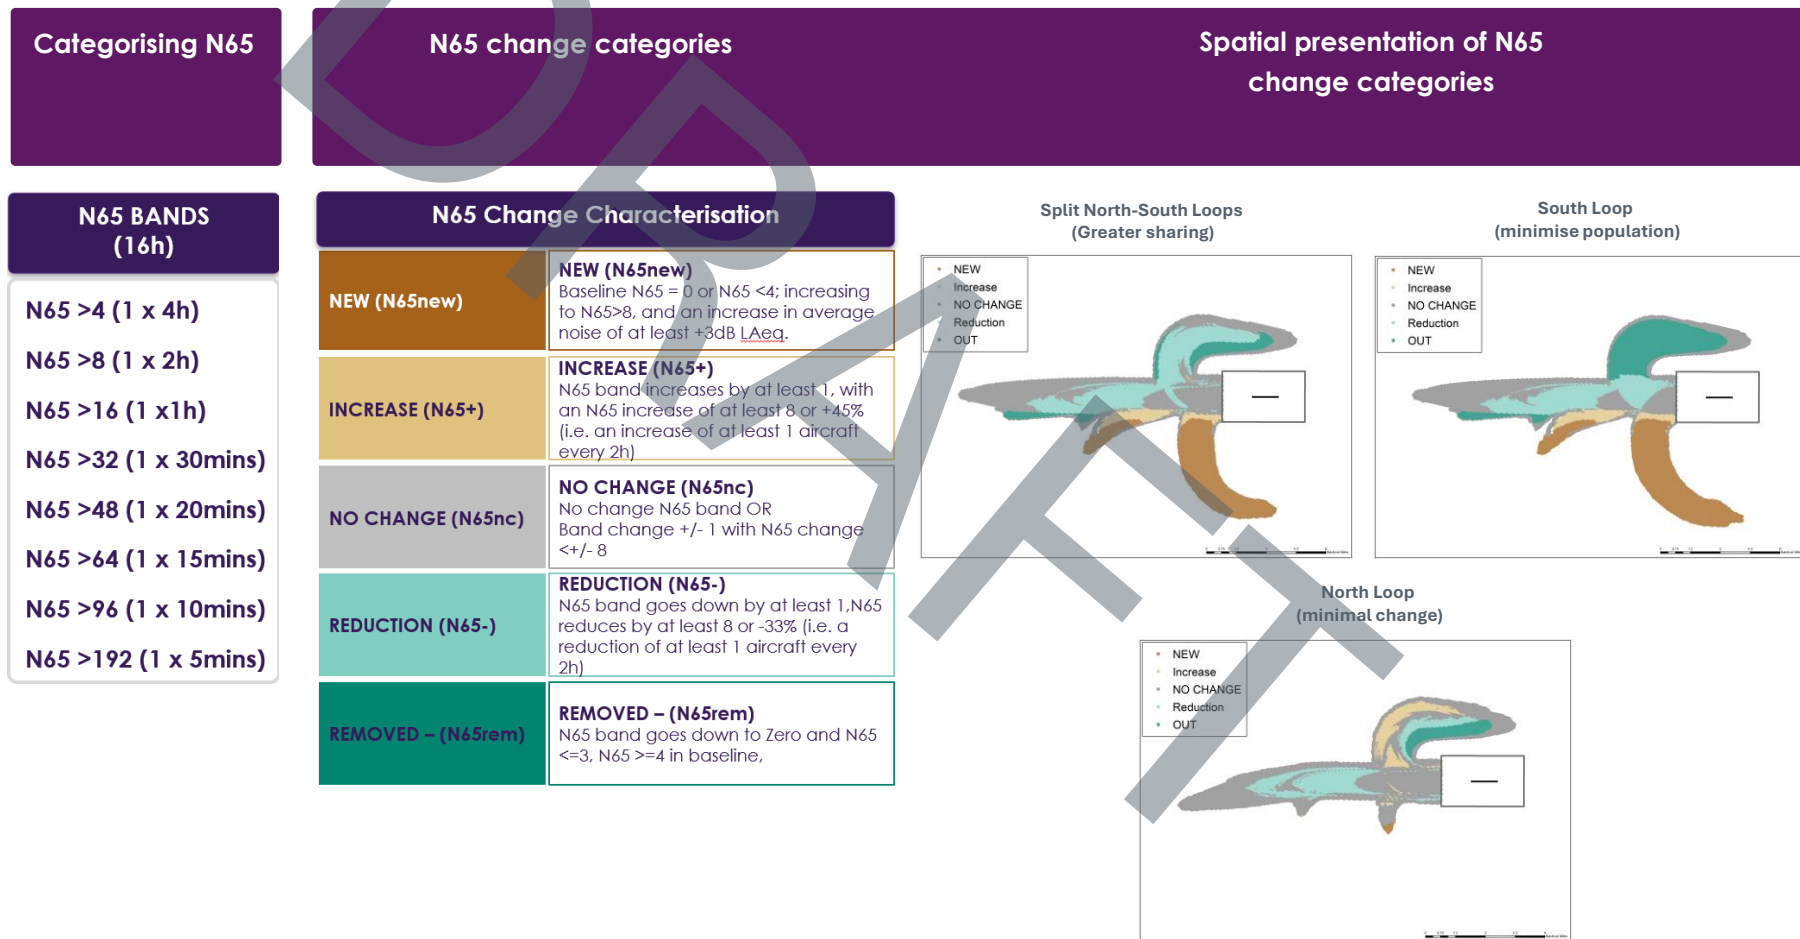 Categorising N65
N65 change categories
Spatial presentation of N65
change categories
N65 BANDS
(16h)
N65 >4 (1 x 4h)
N65 >8 (1 x 2h)
N65 >16 (1 x1h)
N65 >32 (1 x 30mins)
N65 >48 (1 x 20mins)
N65 >64 (1 x 15mins)
N65 >96 (1 x 10mins)
N65 >192 (1 x 5mins)
N65 Change Characterisation
NEW (N65new)
NEW (N65new)
Baseline N65 = 0 or N65 <4; increasing
to N65>8, and an increase in average
noise of at least +3dB LAeq.
INCREASE (N65+)
INCREASE (N65+)
N65 band increases by at least 1, with
an N65 increase of at least 8 or +45%
(i.e. an increase of at least 1 aircraft
every 2h)
NO CHANGE (N65nc)
NO CHANGE (N65nc)
No change N65 band OR
Band change +/- 1 with N65 change
<+/- 8
REDUCTION (N65-)
REDUCTION (N65-)
N65 band goes down by at least 1,N65
reduces by at least 8 or -33% (i.e. a
reduction of at least 1 aircraft every
2h)
REMOVED – (N65rem)
REMOVED – (N65rem)
N65 band goes down to Zero and N65
<=3, N65 >=4 in baseline,
Split North-South Loops
(Greater sharing)
NEW
Increase
NO CHANGE
Reduction
OUT
South Loop
(minimise population)
NEW
Increase
NO CHANGE
Reduction
OUT
North Loop
(minimal change)
NEW
Increase
NO CHANGE
Reduction
OUT
DRAFT